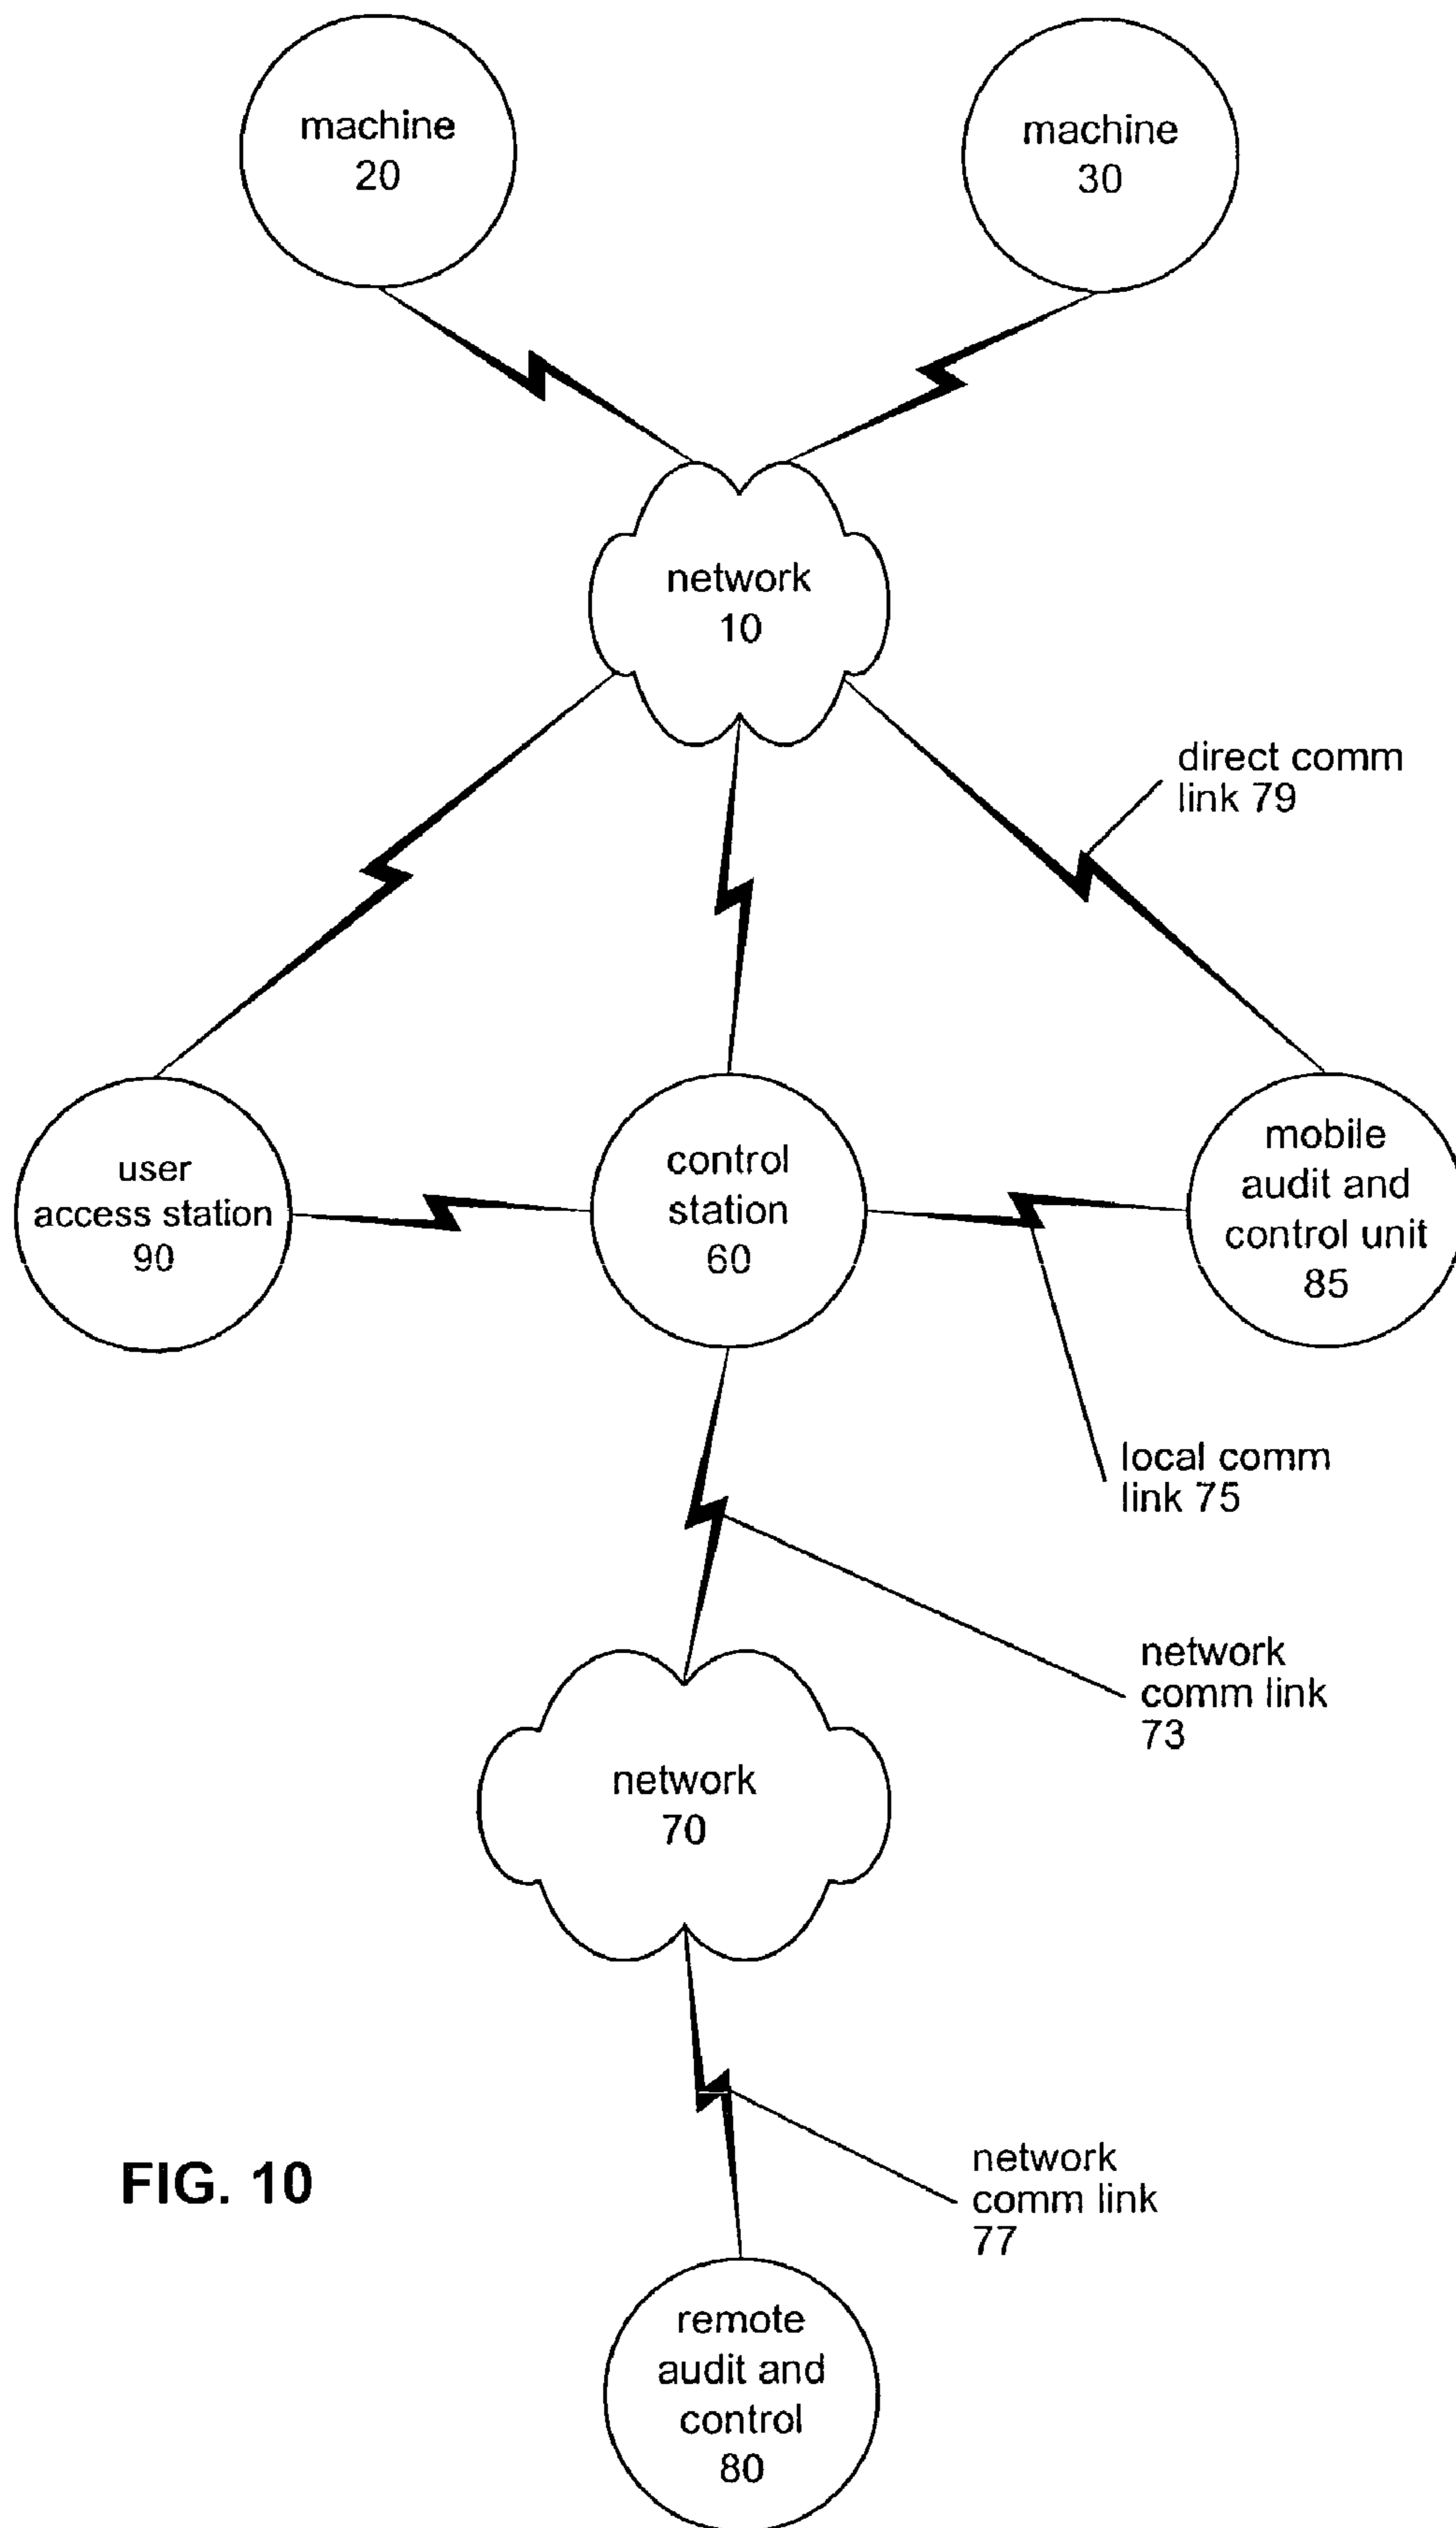 machine
20
machine
30
network
10
direct comm
link 79
user
access station
90
control
station
60
mobile
audit and
control unit
85
local comm
link 75
network
comm link
73
network
70
network
comm link
77
FIG. 10
remote
audit and
control
80